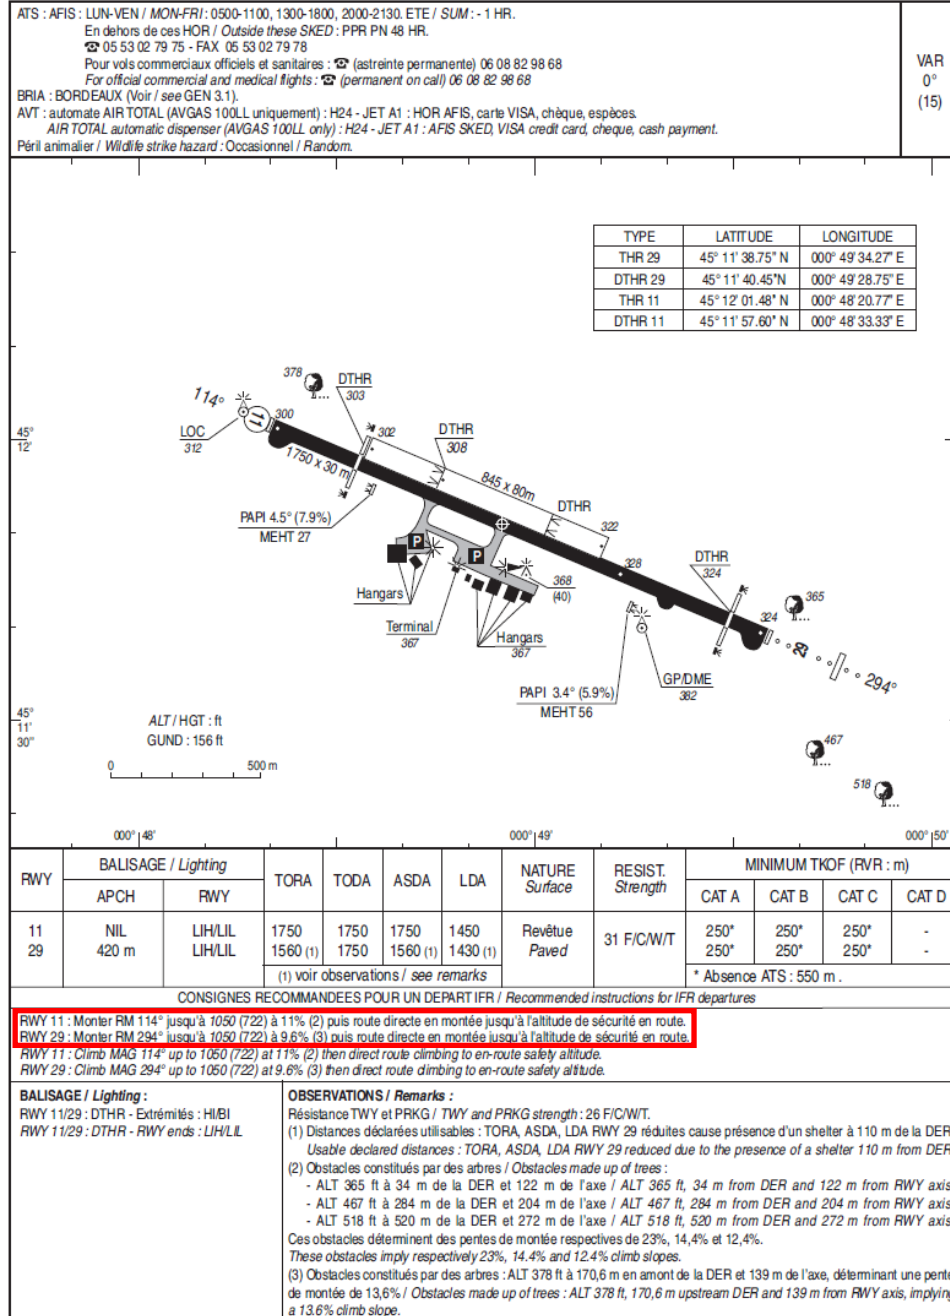 ATS : AFIS : LUN-VEN / MON-FRI : 0500-1100, 1300-1800, 2000-2130. ETE / SUM : - 1 HR.
En dehors de ces HOR / Outside these SKED : PPR PN 48 HR.
☎ 05 53 02 79 75 - FAX 05 53 02 79 78
Pour vols commerciaux officiels et sanitaires : ☎ (astreinte permanente) 06 08 82 98 68
For official commercial and medical flights : ☎ (permanent on call) 06 08 82 98 68
BRIA : BORDEAUX (Voir / see GEN 3.1).
AVT : automate AIR TOTAL (AVGAS 100LL uniquement) : H24 - JET A1 : HOR AFIS, carte VISA, chèque, espèces.
AIR TOTAL automatic dispenser (AVGAS 100LL only) : H24 - JET A1 : AFIS SKED, VISA credit card, cheque, cash payment.
Péril animalier / Wildlife strike hazard : Occasionnel / Random.
VAR
0°
(15)
TYPE LATITUDE LONGITUDE
THR 29 45° 11' 38.75" N 000° 49' 34.27" E
DTHR 29 45° 11' 40.45"N 000° 49' 28.75" E
THR 11 45° 12' 01.48" N 000° 48' 20.77" E
DTHR 11 45° 11' 57.60" N 000° 48' 33.33" E
378
DTHR
303
114°
11
300
LOC
312
302
DTHR
308
45°
12'
1750 x 30 m
845 x 80m
DTHR
322
PAPI 4.5° (7.9%)
MEHT 27
P
P
328
DTHR
324
368
(40)
Hangars
365
324
Terminal
367
Hangars
367
29
294°
GP/DME
382
PAPI 3.4° (5.9%)
MEHT 56
45°
11'
30"
ALT / HGT : ft
GUND : 156 ft
467
0 500 m
518
000° 48' 000° 49' 000° 50'
RWY BALISAGE / Lighting TORA TODA ASDA LDA NATURE Surface RESIST. Strength MINIMUM TKOF (RVR : m)
APCH RWY CAT A CAT B CAT C CAT D
11 NIL LIH/LIL 1750 1750 1750 1450 Revêtue 31 F/C/W/T 250* 250* 250* -
29 420 m LIH/LIL 1560 (1) 1750 1560 (1) 1430 (1) Paved 250* 250* 250* -
(1) voir observations / see remarks * Absence ATS : 550 m .
CONSIGNES RECOMMANDEES POUR UN DEPART IFR / Recommended instructions for IFR departures
RWY 11 : Monter RM 114° jusqu'à 1050 (722) à 11% (2) puis route directe en montée jusqu'à l'altitude de sécurité en route.
RWY 29 : Monter RM 294° jusqu'à 1050 (722) à 9,6% (3) puis route directe en montée jusqu'à l'altitude de sécurité en route.
RWY 11 : Climb MAG 114° up to 1050 (722) at 11% (2) then direct route climbing to en-route safety altitude.
RWY 29 : Climb MAG 294° up to 1050 (722) at 9.6% (3) then direct route climbing to en-route safety altitude.
BALISAGE / Lighting :
RWY 11/29 : DTHR - Extrémités : HI/BI
RWY 11/29 : DTHR - RWY ends : LIH/LIL
OBSERVATIONS / Remarks :
Résistance TWY et PRKG / TWY and PRKG strength : 26 F/C/W/T.
(1) Distances déclarées utilisables : TORA, ASDA, LDA RWY 29 réduites cause présence d'un shelter à 110 m de la DER
Usable declared distances : TORA, ASDA, LDA RWY 29 reduced due to the presence of a shelter 110 m from DER
(2) Obstacles constitués par des arbres / Obstacles made up of trees :
- ALT 365 ft à 34 m de la DER et 122 m de l'axe / ALT 365 ft, 34 m from DER and 122 m from RWY axis
- ALT 467 ft à 284 m de la DER et 204 m de l'axe / ALT 467 ft, 284 m from DER and 204 m from RWY axis
- ALT 518 ft à 520 m de la DER et 272 m de l'axe / ALT 518 ft, 520 m from DER and 272 m from RWY axis
Ces obstacles déterminent des pentes de montée respectives de 23%, 14,4% et 12,4%.
These obstacles imply respectively 23%, 14.4% and 12.4% climb slopes.
(3) Obstacles constitués par des arbres : ALT 378 ft à 170,6 m en amont de la DER et 139 m de l'axe, déterminant une pente
de montée de 13,6% / Obstacles made up of trees : ALT 378 ft, 170,6 m upstream DER and 139 m from RWY axis, implying
a 13.6% climb slope.